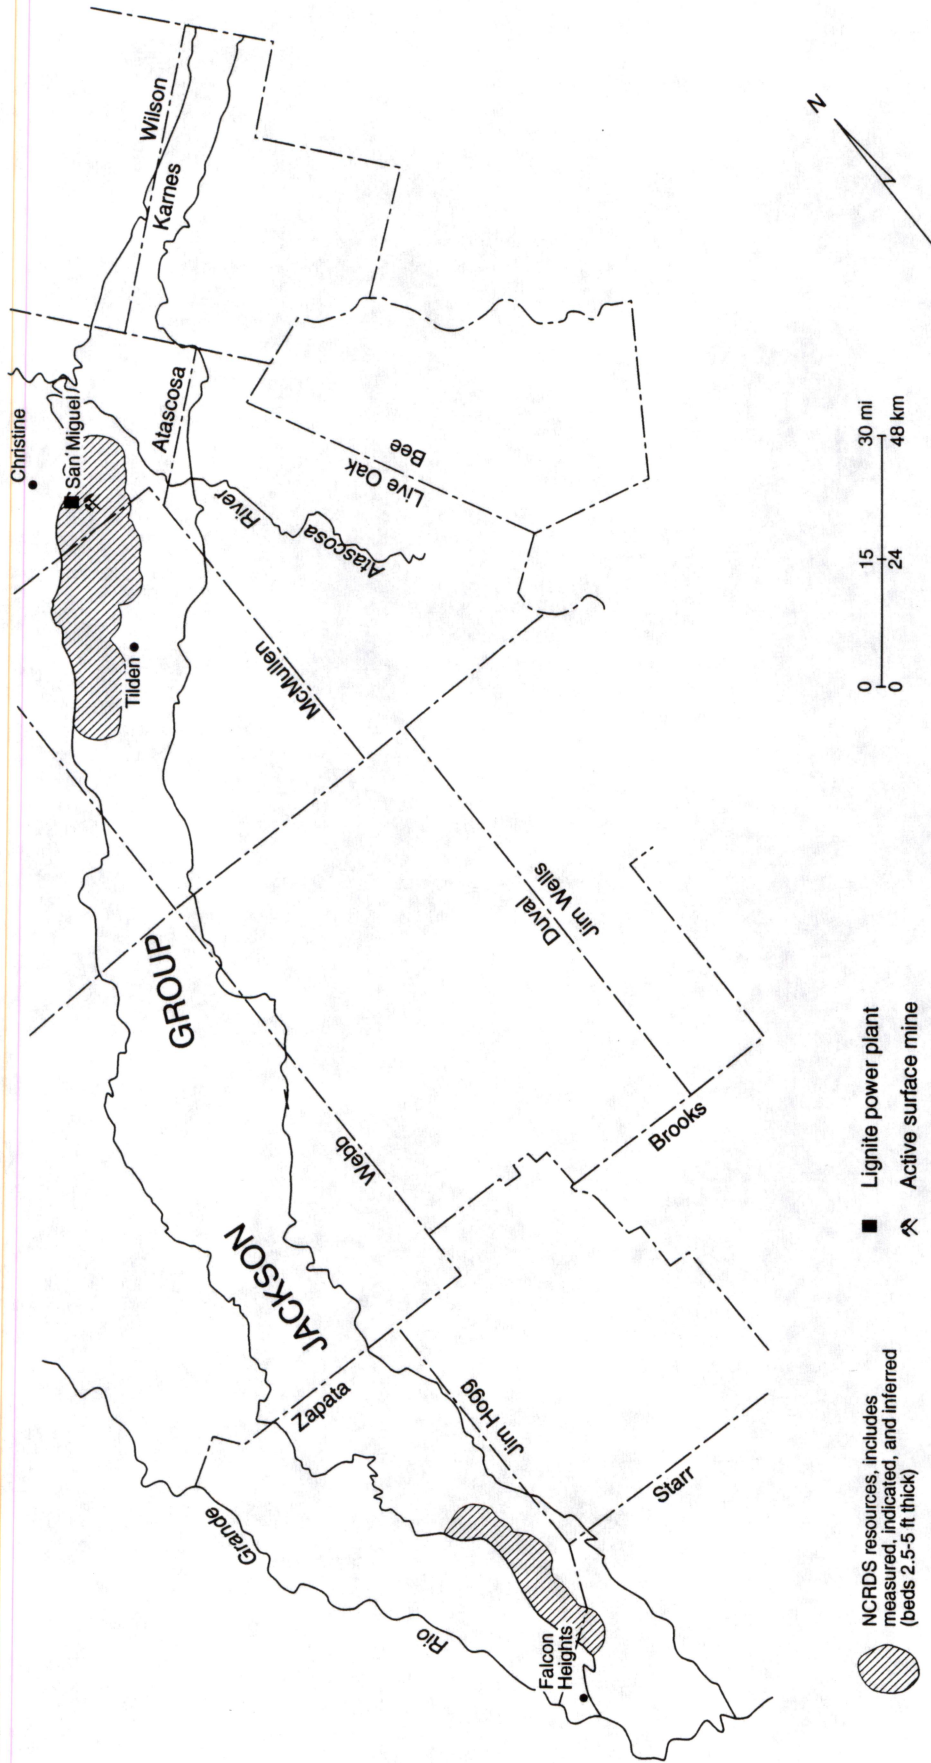 Christine
San Miguel
Tilden
Wilson
Karnes
Atascosa
Atascosa
River
Live Oak
Bee
McMullen
GROUP
JACKSON
Webb
Duval
Jim Wells
Brooks
Zapata
Jim Hogg
Starr
Rio
Grande
Falcon
Heights
N
0 15 30 mi
0 24 48 km
NCRDS resources, includes
measured, indicated, and inferred
(beds 2.5-5 ft thick)
Lignite power plant
Active surface mine